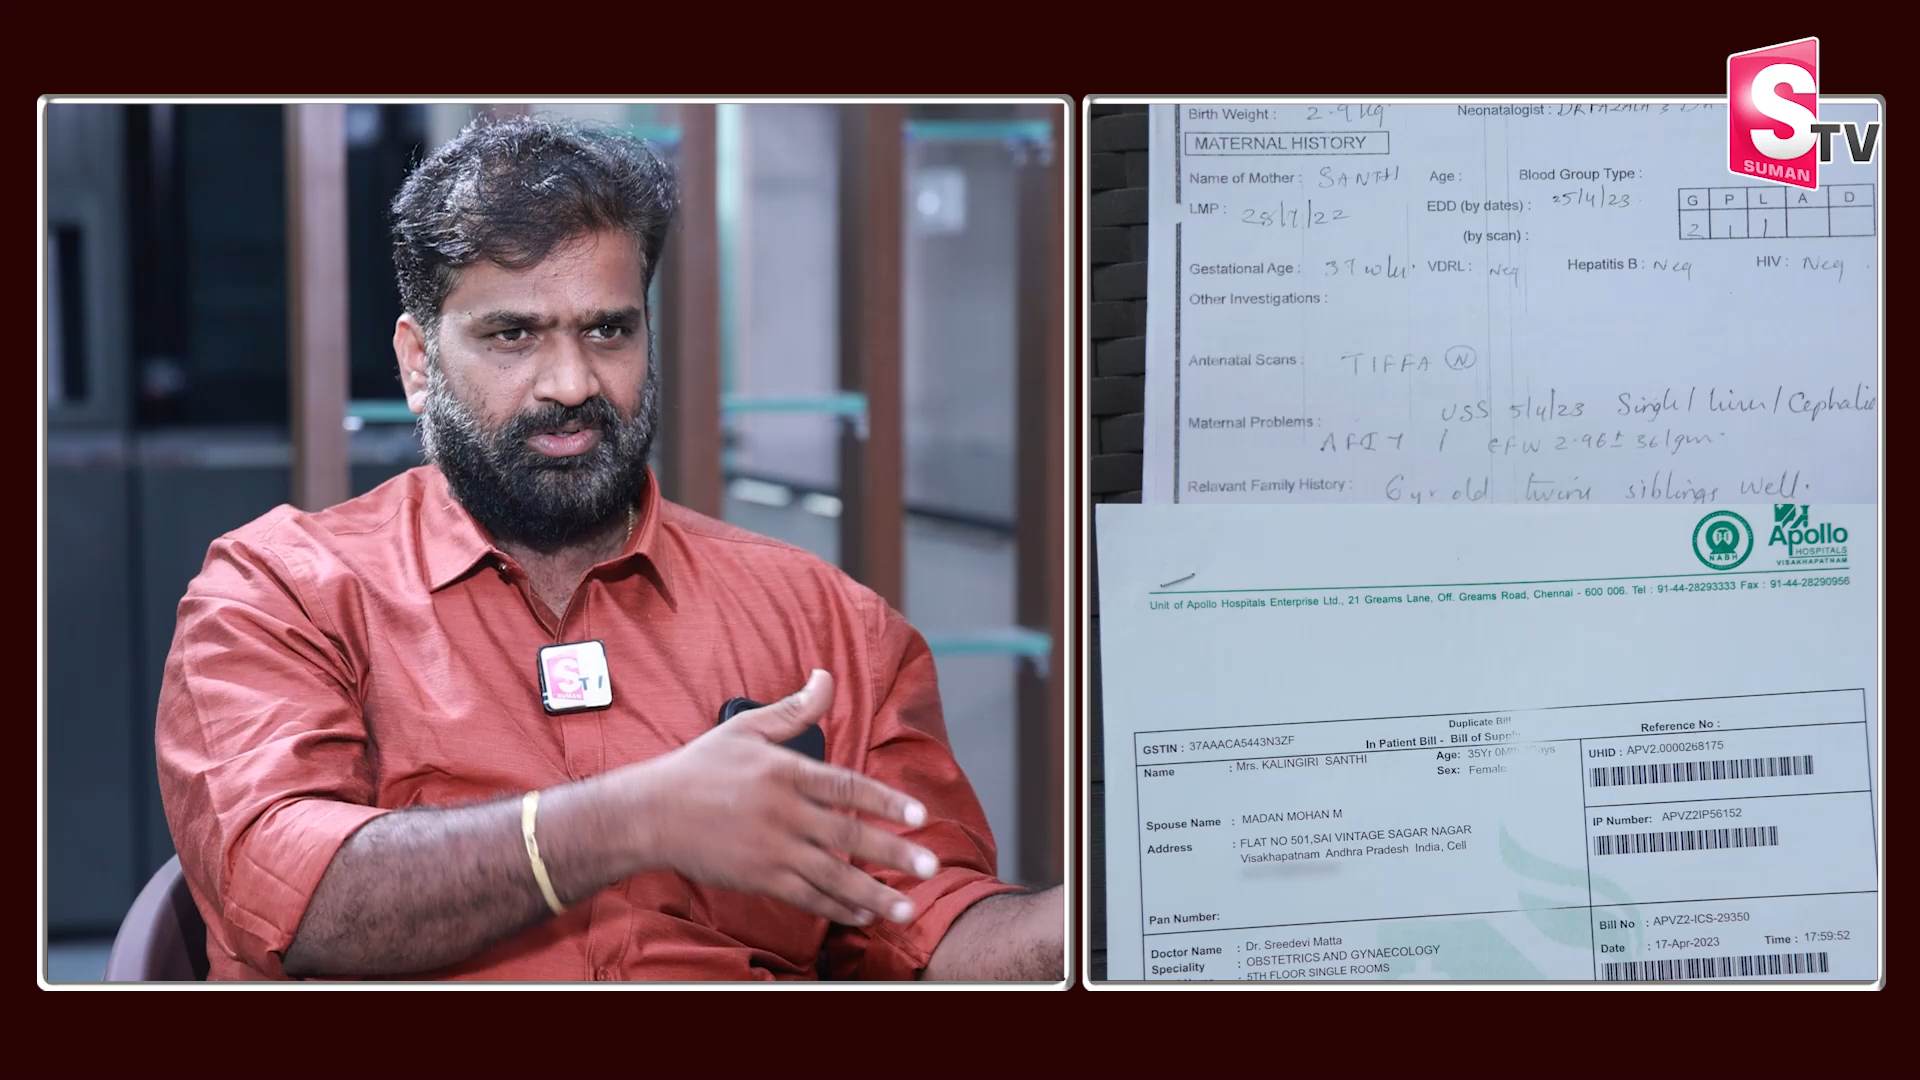 S
TV
SUMAN
S
T
SUMAN
Birth Weight : 2.9 kg Neonatologist :
MATERNAL HISTORY
Name of Mother : SANTHI Age : Blood Group Type :
LMP : 28/7/22 EDD (by dates) : 25/4/23
G P L A D
2 1 1
(by scan) :
Gestational Age : VDRL : Neg Hepatitis B : Neg HIV : Neg
Other Investigations :
Antenatal Scans : TIFFA N
USS 5/4/23 Single / liver / Cephalic
Maternal Problems :
EFW 2.96 ± 361gm
Relavant Family History : 6 yr old twins siblings well.
NABH
Apollo
HOSPITALS
VISAKHAPATNAM
Unit of Apollo Hospitals Enterprise Ltd., 21 Greams Lane, Off. Greams Road, Chennai - 600 006. Tel : 91-44-28293333 Fax : 91-44-28290956
Duplicate Bill
GSTIN : 37AAACA5443N3ZF In Patient Bill - Bill of Supply Reference No :
Name : Mrs. KALINGIRI SANTHI Age: 35Yr
Sex: Female
UHID : APV2.0000268175
Spouse Name : MADAN MOHAN M
IP Number: APVZ2IP56152
Address : FLAT NO 501,SAI VINTAGE SAGAR NAGAR
Visakhapatnam Andhra Pradesh India, Cell
Pan Number:
Bill No : APVZ2-ICS-29350
Doctor Name : Dr. Sreedevi Matta
Date : 17-Apr-2023 Time : 17:59:52
Speciality : OBSTETRICS AND GYNAECOLOGY
: 5TH FLOOR SINGLE ROOMS